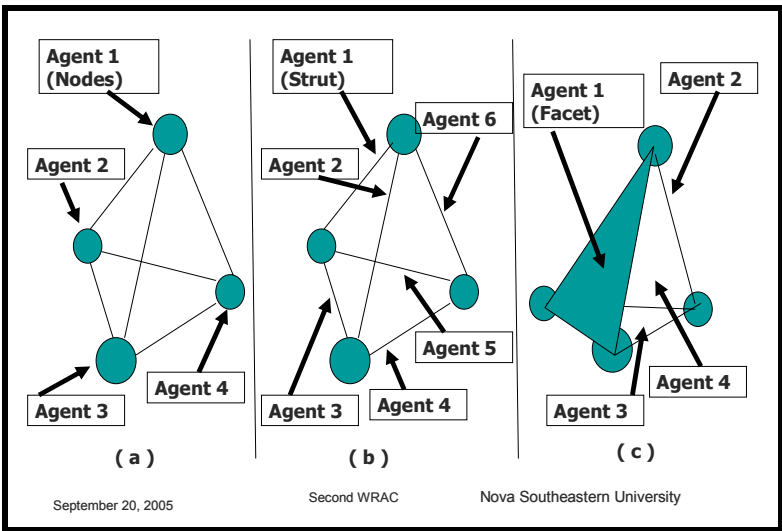 Agent 1
(Nodes)
Agent 2
Agent 3
Agent 4
( a )
Agent 1
(Strut)
Agent 6
Agent 2
Agent 5
Agent 3
Agent 4
( b )
Agent 1
(Facet)
Agent 2
Agent 4
Agent 3
( c )
September 20, 2005
Second WRAC
Nova Southeastern University